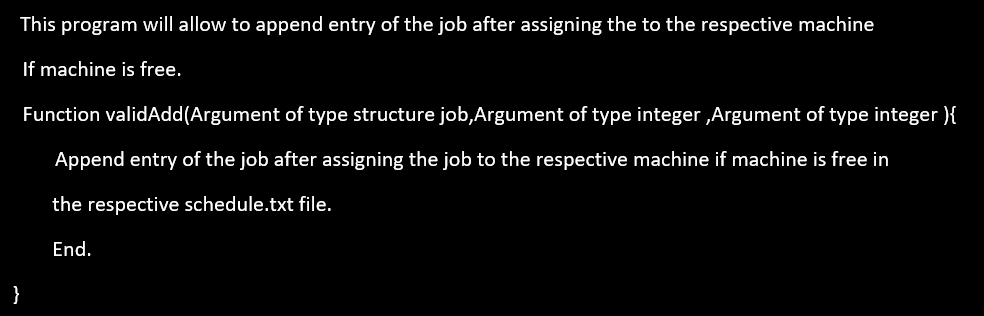 This program will allow to append entry of the job after assigning the to the respective machine
If machine is free.
Function validAdd(Argument of type structure job,Argument of type integer ,Argument of type integer ){
Append entry of the job after assigning the job to the respective machine if machine is free in
the respective schedule.txt file.
End.
}